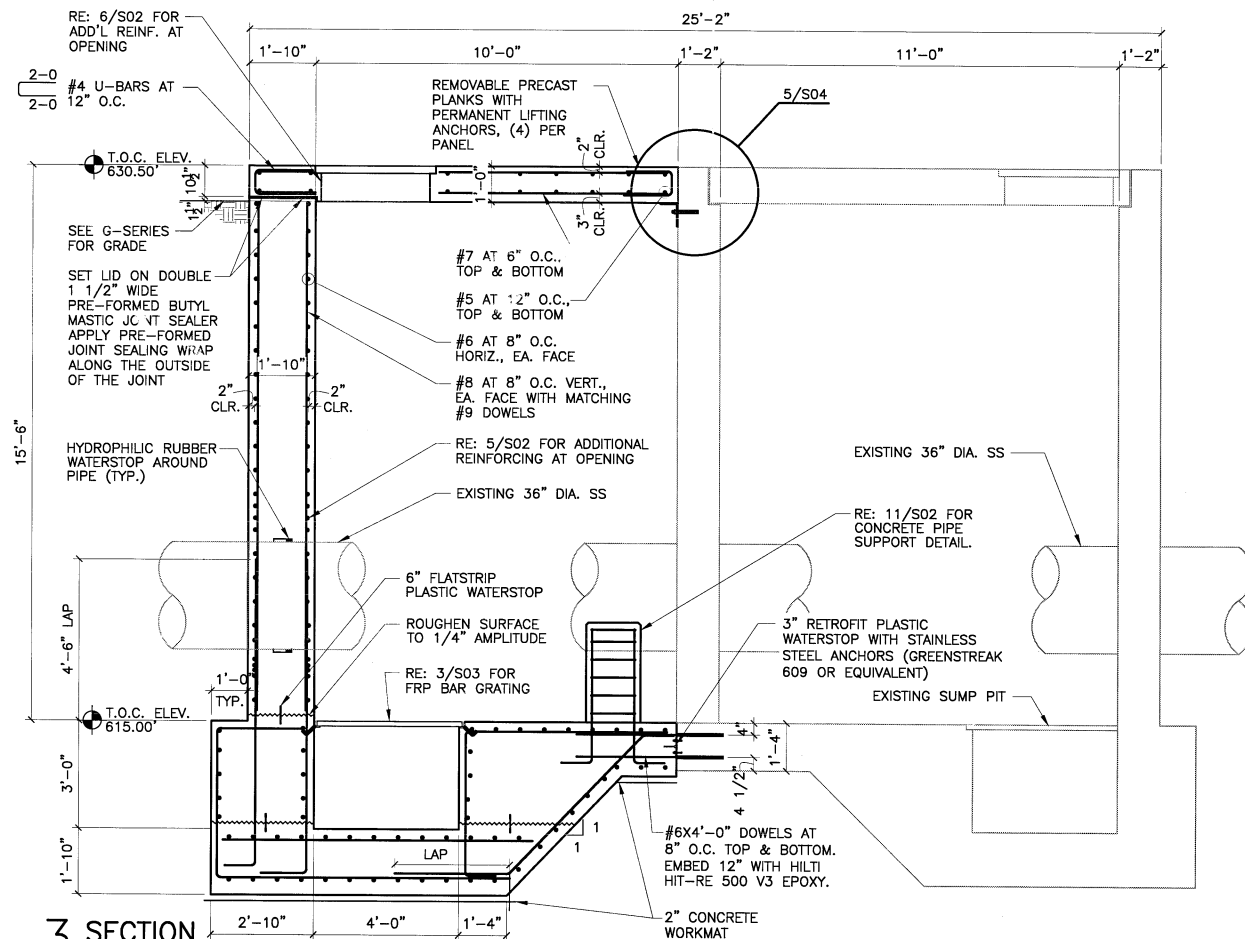 RE: 6/S02 FOR
ADD'L REINF. AT
OPENING
25'-2"
1'-10"
10'-0"
1'-2"
11'-0"
1'-2"
2-0
2-0
#4 U-BARS AT
12" O.C.
REMOVABLE PRECAST
PLANKS WITH
PERMANENT LIFTING
ANCHORS, (4) PER
PANEL
5/S04
T.O.C. ELEV.
630.50'
10 1/2"
1 1/2"
1'-0"
2"
CLR.
3"
CLR.
SEE G-SERIES
FOR GRADE
SET LID ON DOUBLE
1 1/2" WIDE
PRE-FORMED BUTYL
MASTIC JOINT SEALER
APPLY PRE-FORMED
JOINT SEALING WRAP
ALONG THE OUTSIDE
OF THE JOINT
#7 AT 6" O.C.,
TOP & BOTTOM
#5 AT 12" O.C.,
TOP & BOTTOM
#6 AT 8" O.C.
HORIZ., EA. FACE
1'-10"
#8 AT 8" O.C. VERT.,
EA. FACE WITH MATCHING
#9 DOWELS
2"
CLR.
2"
CLR.
15'-6"
HYDROPHILIC RUBBER
WATERSTOP AROUND
PIPE (TYP.)
RE: 5/S02 FOR ADDITIONAL
REINFORCING AT OPENING
EXISTING 36" DIA. SS
EXISTING 36" DIA. SS
RE: 11/S02 FOR
CONCRETE PIPE
SUPPORT DETAIL.
6" FLATSTRIP
PLASTIC WATERSTOP
4'-6" LAP
ROUGHEN SURFACE
TO 1/4" AMPLITUDE
3" RETROFIT PLASTIC
WATERSTOP WITH STAINLESS
STEEL ANCHORS (GREENSTREAK
609 OR EQUIVALENT)
1'-0"
TYP.
RE: 3/S03 FOR
FRP BAR GRATING
EXISTING SUMP PIT
T.O.C. ELEV.
615.00'
4"
1'-4"
4 1/2"
3'-0"
1
1
#6X4'-0" DOWELS AT
8" O.C. TOP & BOTTOM.
EMBED 12" WITH HILTI
HIT-RE 500 V3 EPOXY.
LAP
1'-10"
2" CONCRETE
WORKMAT
2'-10"
4'-0"
1'-4"
3 SECTION